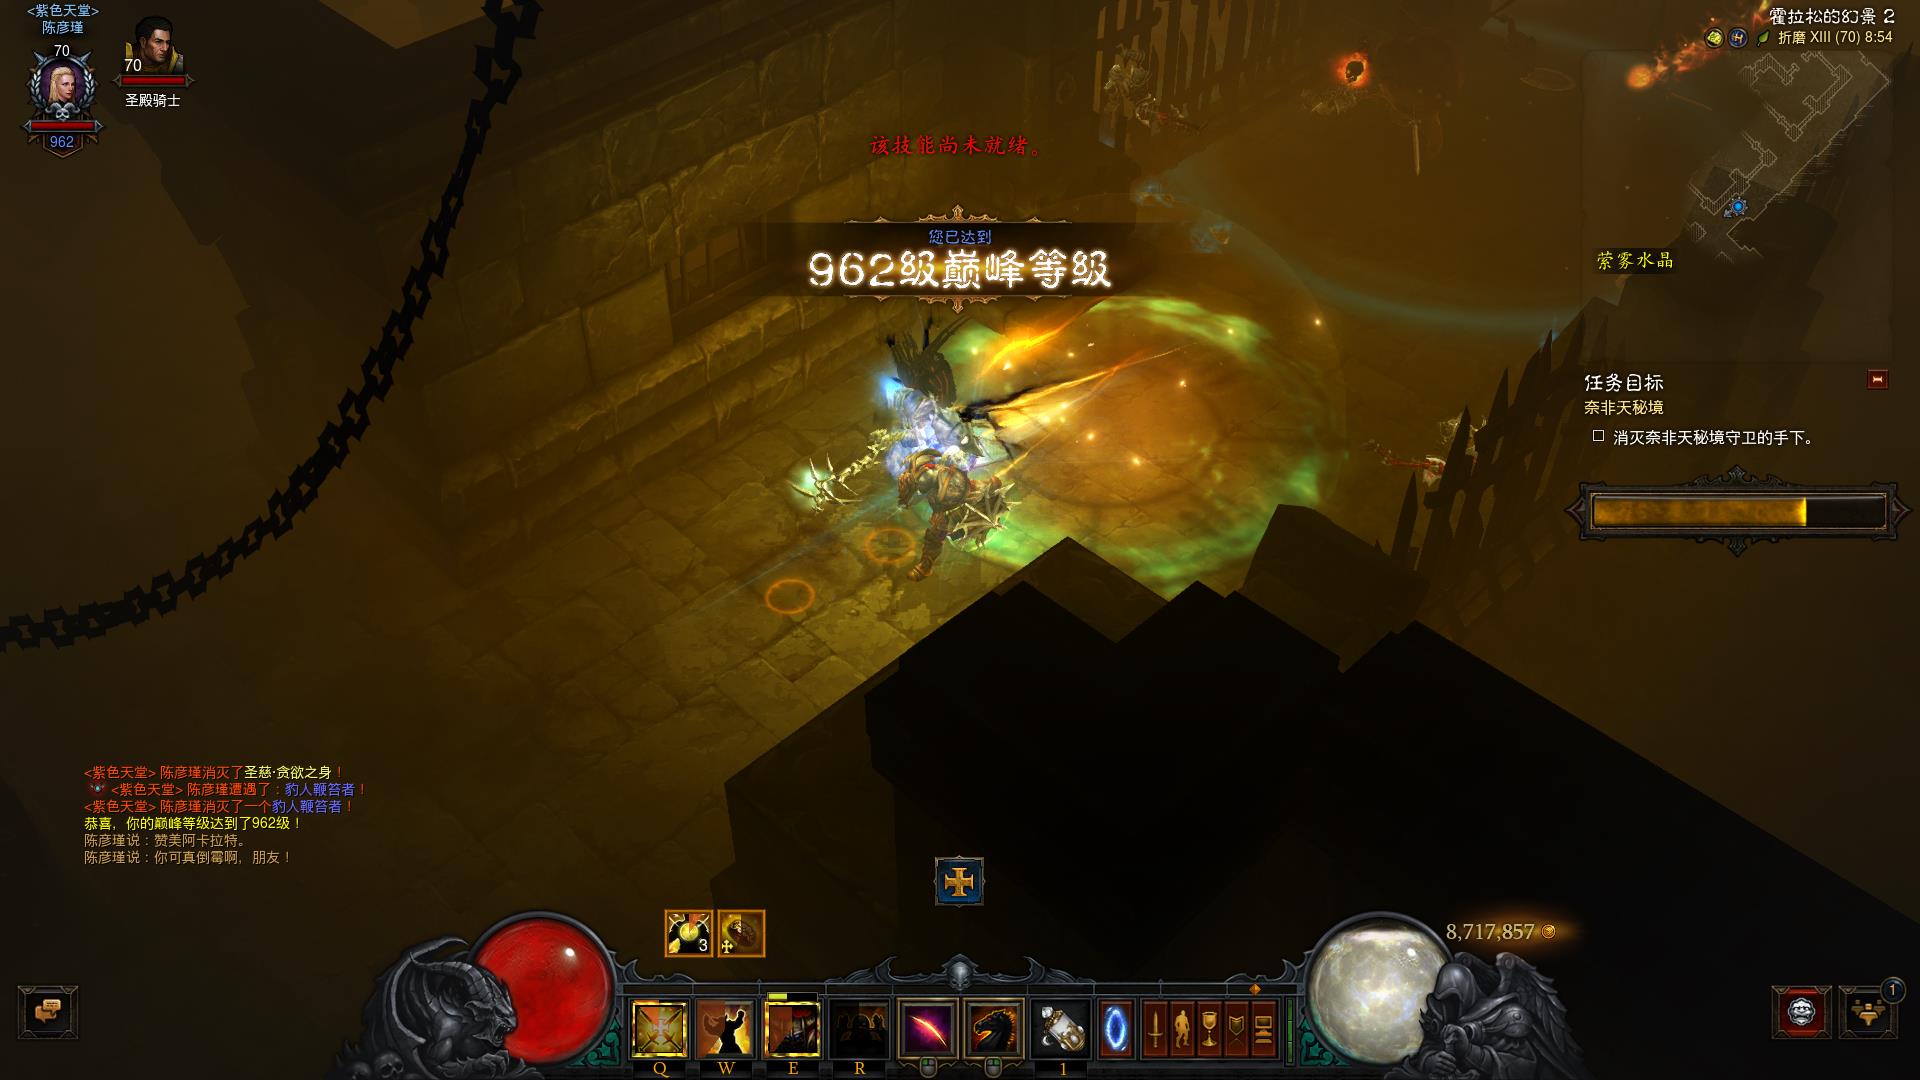 <紫色天堂>
陈彦瑾
70
962
70
圣殿骑士
霍拉松的幻景 2
折磨 XIII (70) 8:54
该技能尚未就绪。
您已达到
962级巅峰等级
萤雾水晶
任务目标
奈非天秘境
消灭奈非天秘境守卫的手下。
<紫色天堂> 陈彦瑾消灭了圣慈·贪欲之身！
<紫色天堂> 陈彦瑾遭遇了：豹人鞭笞者！
<紫色天堂> 陈彦瑾消灭了一个豹人鞭笞者！
恭喜，你的巅峰等级达到了962级！
陈彦瑾说：赞美阿卡拉特。
陈彦瑾说：你可真倒霉啊，朋友！
3
8,717,857
1
Q W E R 1